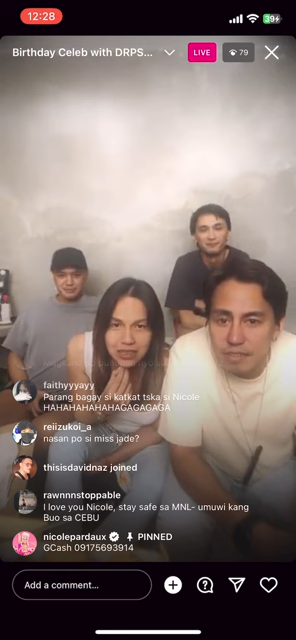 12:28
39
Birthday Celeb with DRPS...
LIVE
79
faithyyyayy
Parang bagay si katkat tska si Nicole
HAHAHAHAHAHAGAGAGAGA
reiizukoi_a
nasan po si miss jade?
thisisdavidnaz joined
rawnnnstoppable
I love you Nicole, stay safe sa MNL- umuwi kang
Buo sa CEBU
nicolepardaux PINNED
GCash 09175693914
Add a comment...